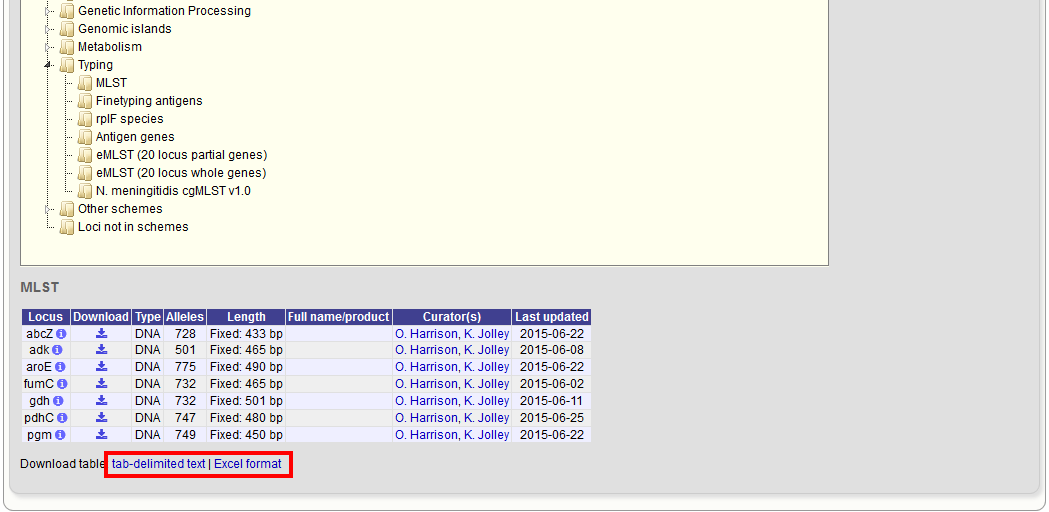 Genetic Information Processing
Genomic islands
Metabolism
Typing
MLST
Finetyping antigens
rplF species
Antigen genes
eMLST (20 locus partial genes)
eMLST (20 locus whole genes)
N. meningitidis cgMLST v1.0
Other schemes
Loci not in schemes
MLST
Locus Download Type Alleles Length Full name/product Curator(s) Last updated
abcZ i DNA 728 Fixed: 433 bp O. Harrison, K. Jolley 2015-06-22
adk i DNA 501 Fixed: 465 bp O. Harrison, K. Jolley 2015-06-08
aroE i DNA 775 Fixed: 490 bp O. Harrison, K. Jolley 2015-06-22
fumC i DNA 732 Fixed: 465 bp O. Harrison, K. Jolley 2015-06-02
gdh i DNA 732 Fixed: 501 bp O. Harrison, K. Jolley 2015-06-11
pdhC i DNA 747 Fixed: 480 bp O. Harrison, K. Jolley 2015-06-25
pgm i DNA 749 Fixed: 450 bp O. Harrison, K. Jolley 2015-06-22
Download table tab-delimited text | Excel format